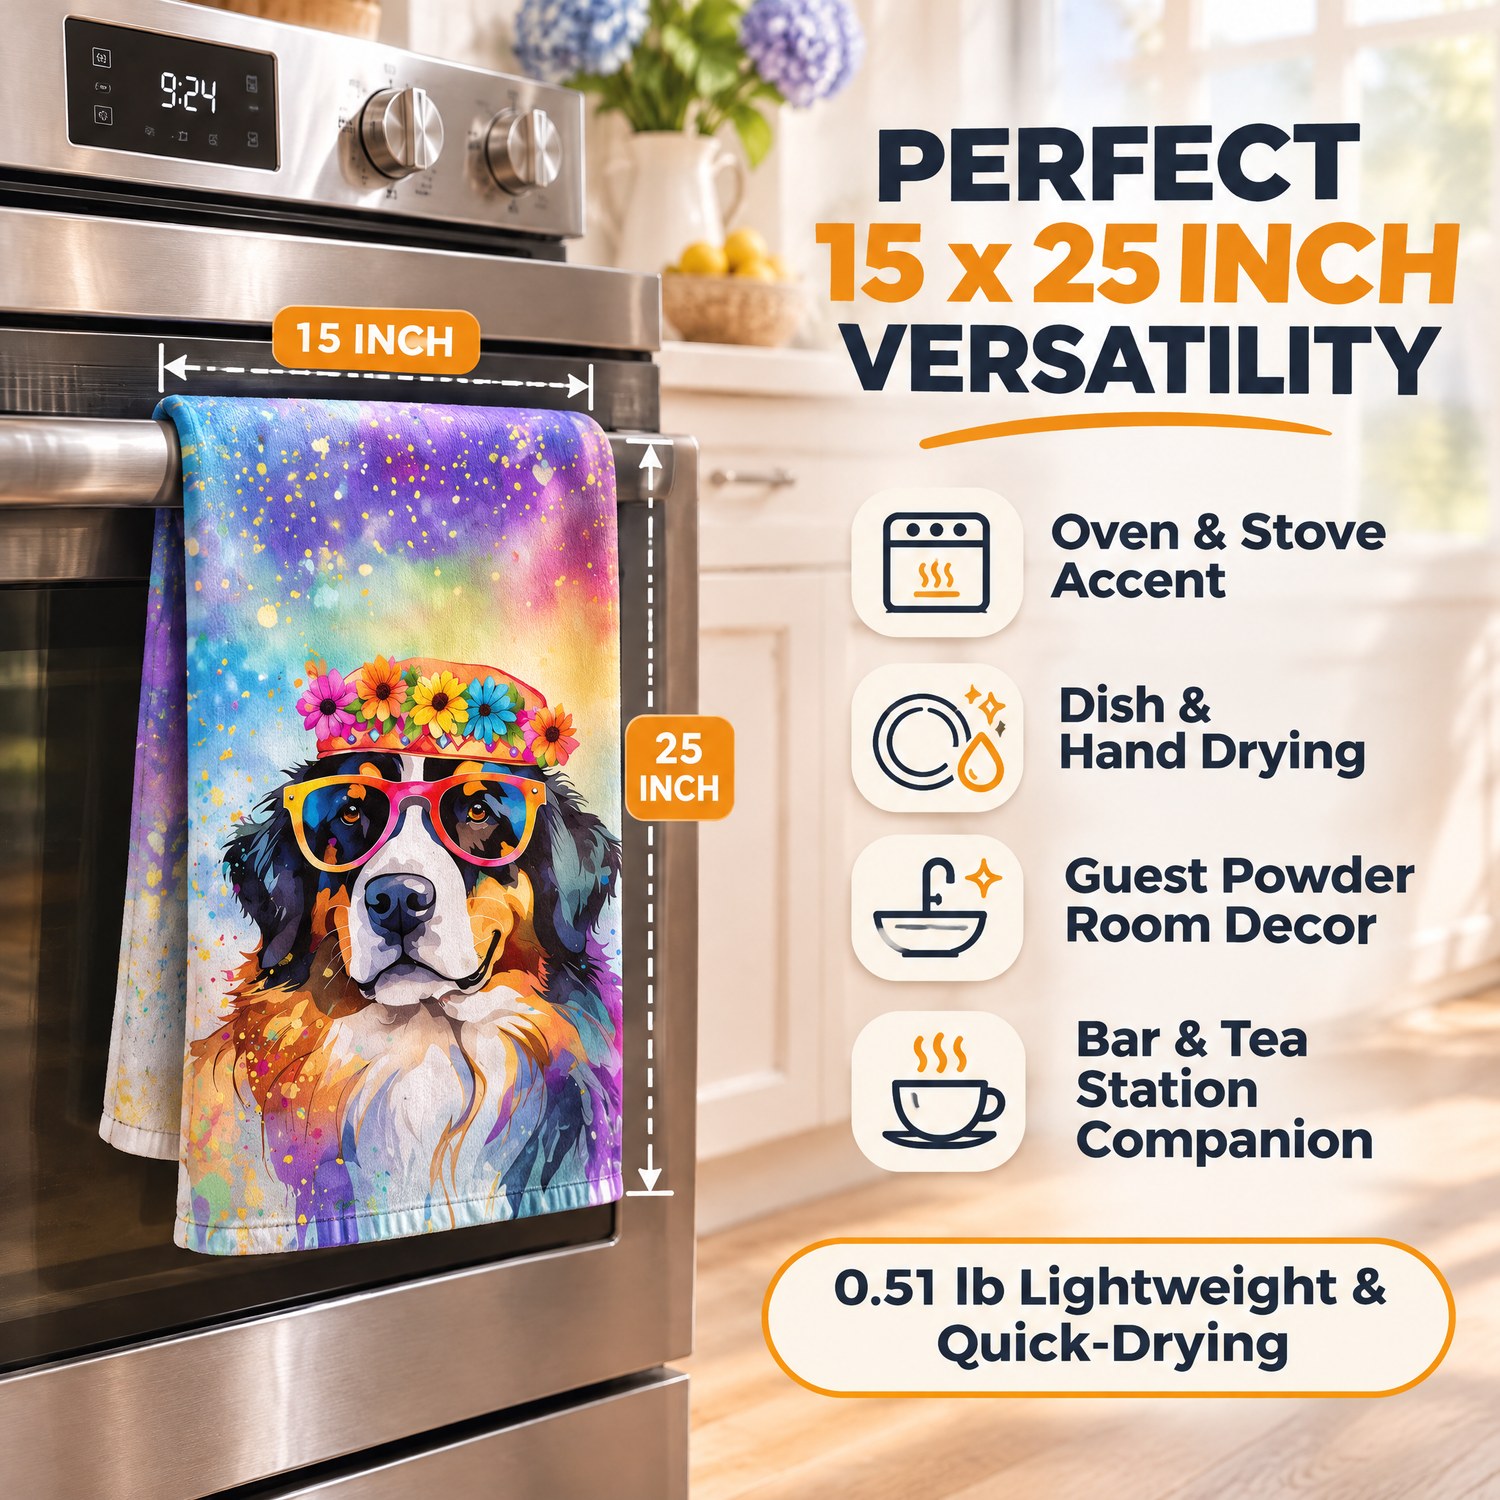 9:24
15 INCH
25
INCH
PERFECT
15 x 25 INCH
VERSATILITY
Oven & Stove
Accent
Dish &
Hand Drying
Guest Powder
Room Decor
Bar & Tea
Station
Companion
0.51 lb Lightweight &
Quick-Drying